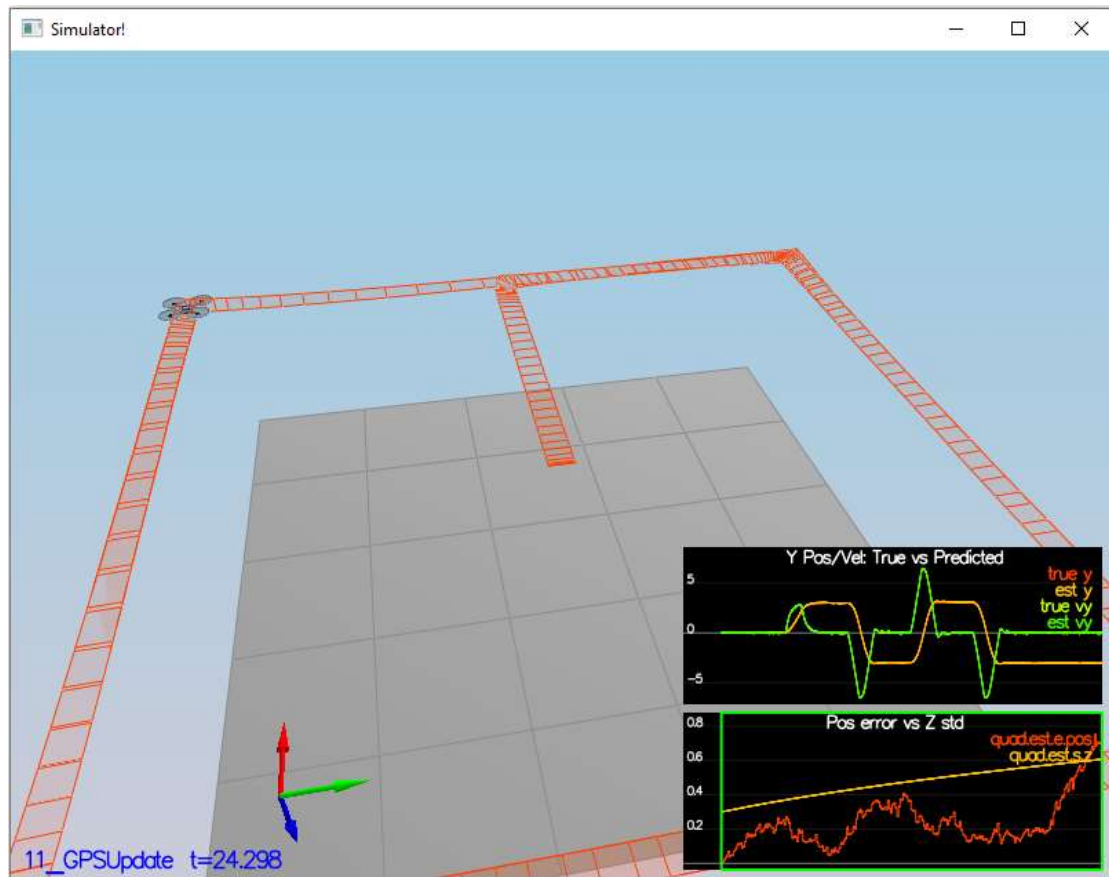 Simulator!
Y Pos/Vel: True vs Predicted
true y
est y
true vy
est vy
5
0
-5
Pos error vs Z std
quad.est.e.pos
quad.est.s.z
0.8
0.6
0.4
0.2
11_GPSUpdate t=24.298